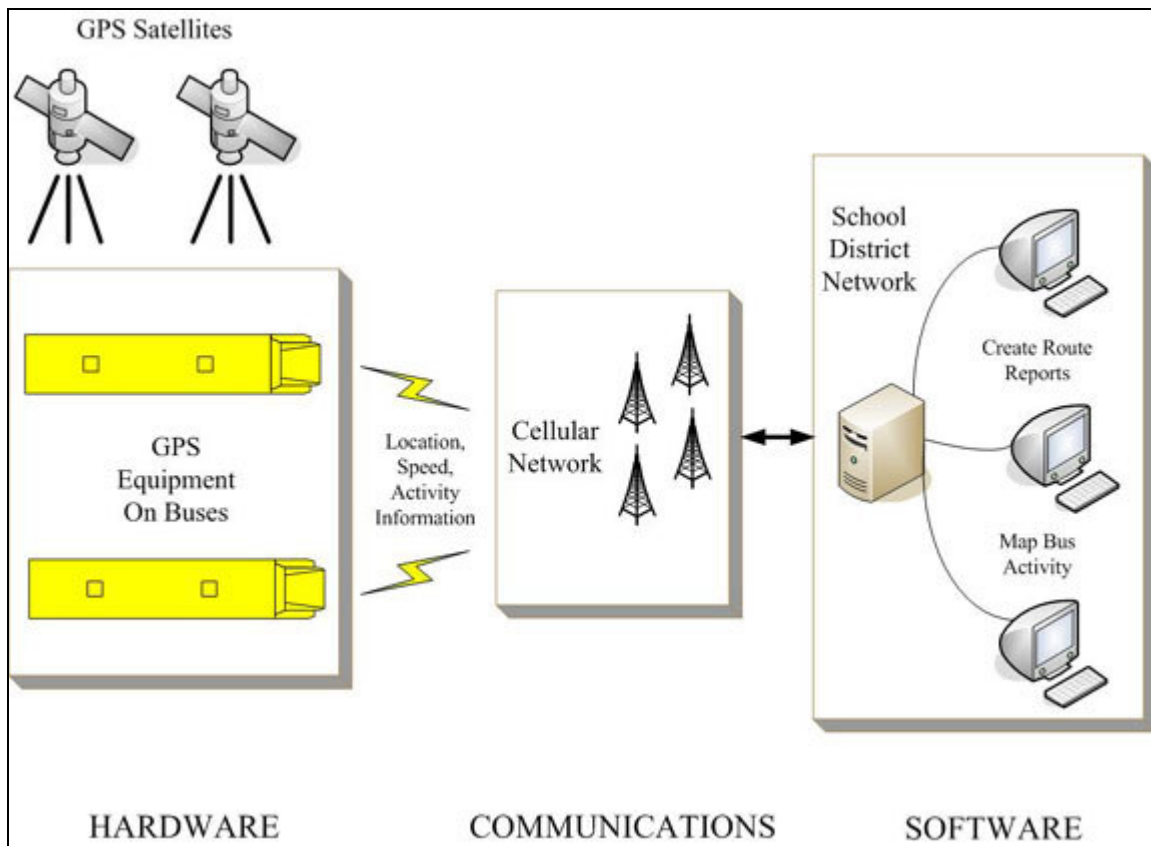 GPS Satellites
GPS
Equipment
On Buses
Location,
Speed,
Activity
Information
Cellular
Network
School
District
Network
Create Route
Reports
Map Bus
Activity
HARDWARE
COMMUNICATIONS
SOFTWARE